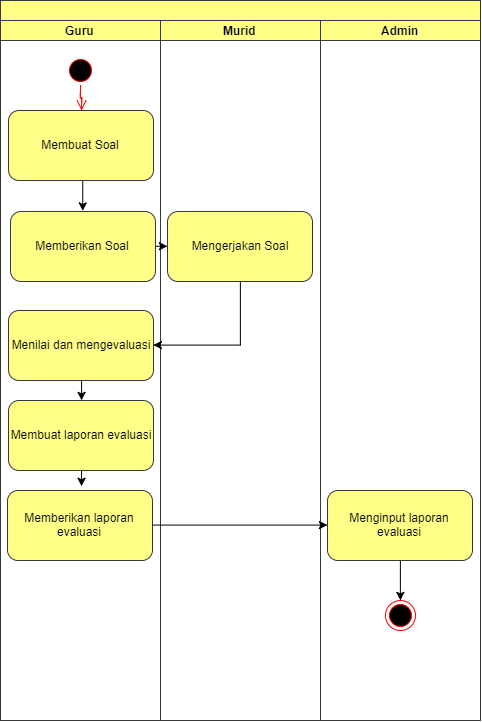 Guru
Murid
Admin
Membuat Soal
Memberikan Soal
Mengerjakan Soal
Menilai dan mengevaluasi
Membuat laporan evaluasi
Memberikan laporan
evaluasi
Menginput laporan
evaluasi